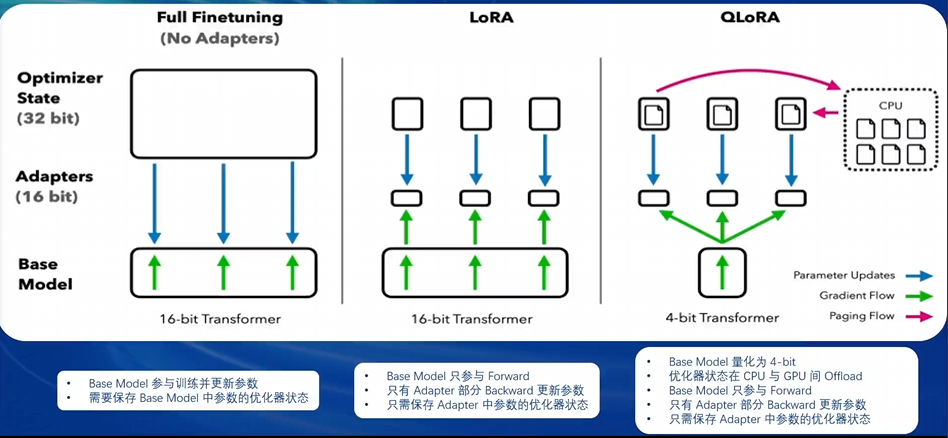 Full Finetuning
(No Adapters)
LoRA
QLoRA
Optimizer
State
(32 bit)
CPU
Adapters
(16 bit)
Base
Model
Parameter Updates
Gradient Flow
Paging Flow
16-bit Transformer
16-bit Transformer
4-bit Transformer
• Base Model 参与训练并更新参数
• 需要保存 Base Model 中参数的优化器状态
• Base Model 只参与 Forward
• 只有 Adapter 部分 Backward 更新参数
• 只需保存 Adapter 中参数的优化器状态
• Base Model 量化为 4-bit
• 优化器状态在 CPU 与 GPU 间 Offload
• Base Model 只参与 Forward
• 只有 Adapter 部分 Backward 更新参数
• 只需保存 Adapter 中参数的优化器状态